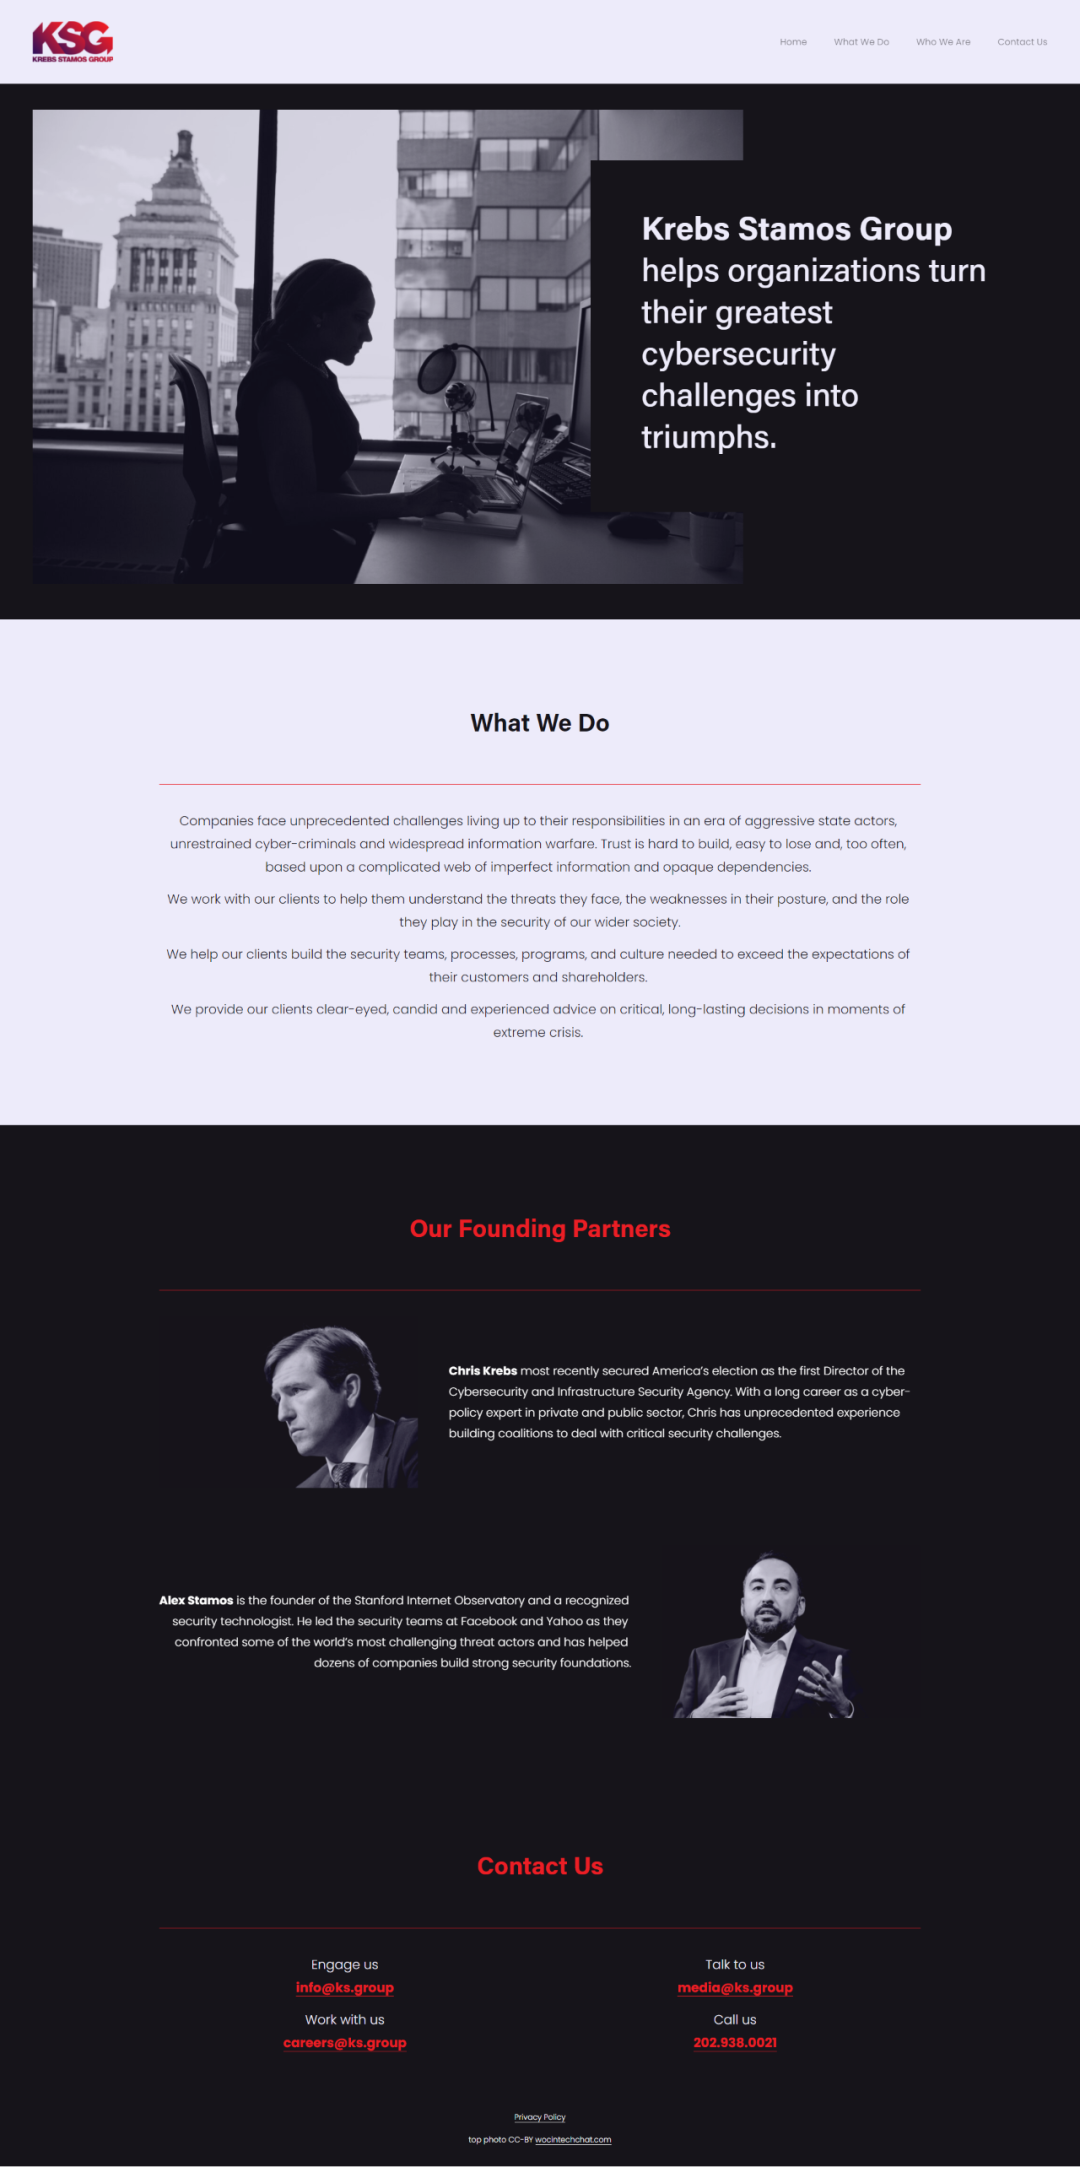 KSG
KREBS STAMOS GROUP
Home What We Do Who We Are Contact Us
Krebs Stamos Group
helps organizations turn
their greatest
cybersecurity
challenges into
triumphs.
What We Do
Companies face unprecedented challenges living up to their responsibilities in an era of aggressive state actors,
unrestrained cyber-criminals and widespread information warfare. Trust is hard to build, easy to lose and, too often,
based upon a complicated web of imperfect information and opaque dependencies.
We work with our clients to help them understand the threats they face, the weaknesses in their posture, and the role
they play in the security of our wider society.
We help our clients build the security teams, processes, programs, and culture needed to exceed the expectations of
their customers and shareholders.
We provide our clients clear-eyed, candid and experienced advice on critical, long-lasting decisions in moments of
extreme crisis.
Our Founding Partners
Chris Krebs most recently secured America's election as the first Director of the
Cybersecurity and Infrastructure Security Agency. With a long career as a cyber-
policy expert in private and public sector, Chris has unprecedented experience
building coalitions to deal with critical security challenges.
Alex Stamos is the founder of the Stanford Internet Observatory and a recognized
security technologist. He led the security teams at Facebook and Yahoo as they
confronted some of the world's most challenging threat actors and has helped
dozens of companies build strong security foundations.
Contact Us
Engage us
info@ks.group
Work with us
careers@ks.group
Talk to us
media@ks.group
Call us
202.938.0021
Privacy Policy
top photo CC-BY wocintechchat.com